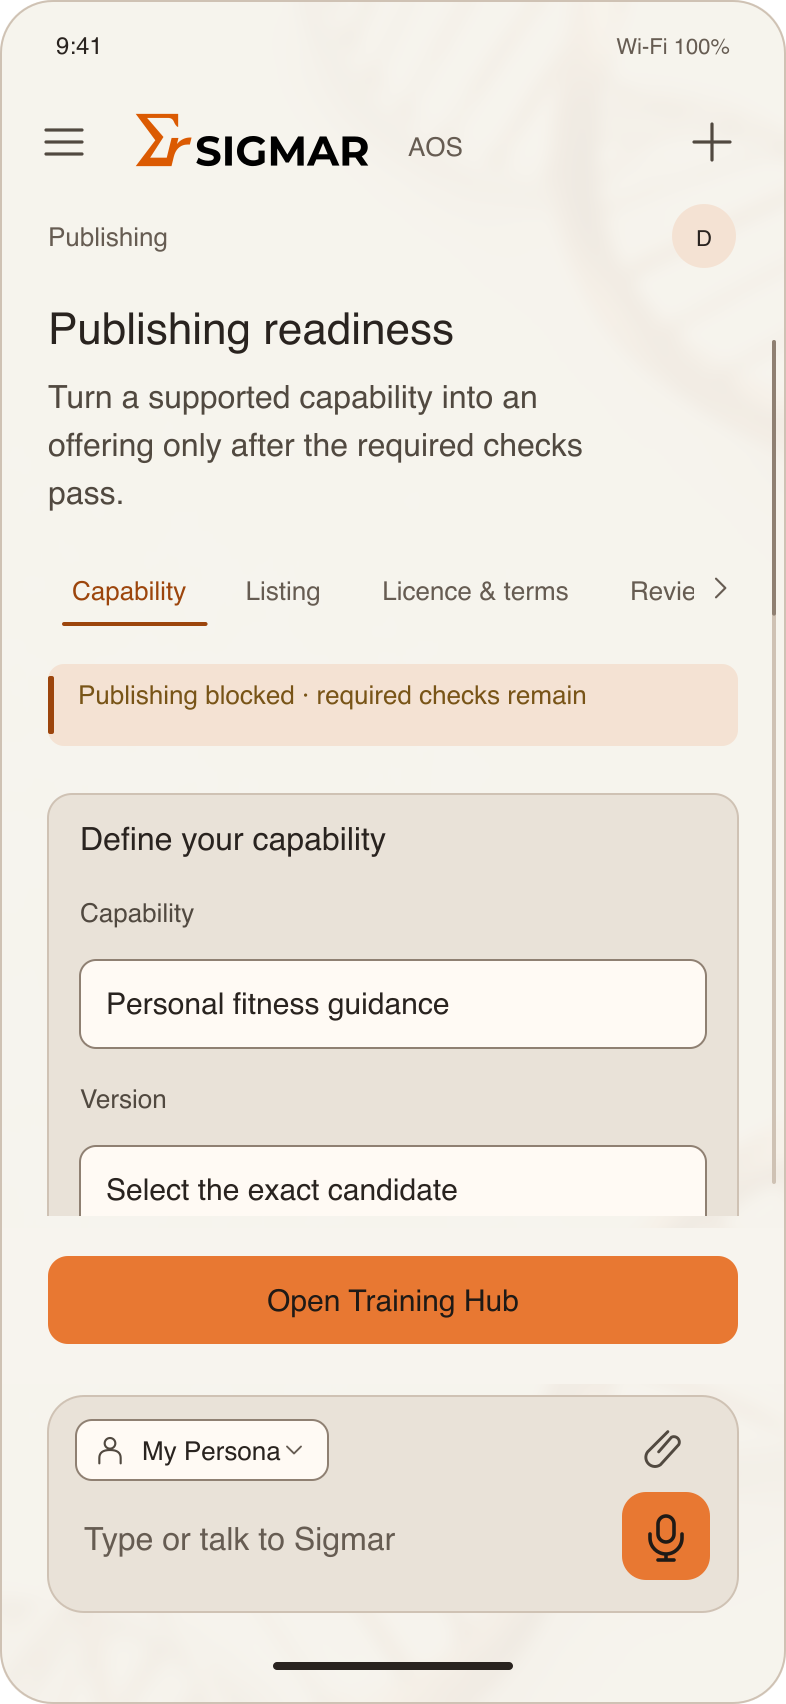 9:41
Wi-Fi 100%
Σr SIGMAR AOS
Publishing
D
Publishing readiness
Turn a supported capability into an
offering only after the required checks
pass.
Capability Listing Licence & terms Revie
Publishing blocked · required checks remain
Define your capability
Capability
Personal fitness guidance
Version
Select the exact candidate
Open Training Hub
My Persona
Type or talk to Sigmar